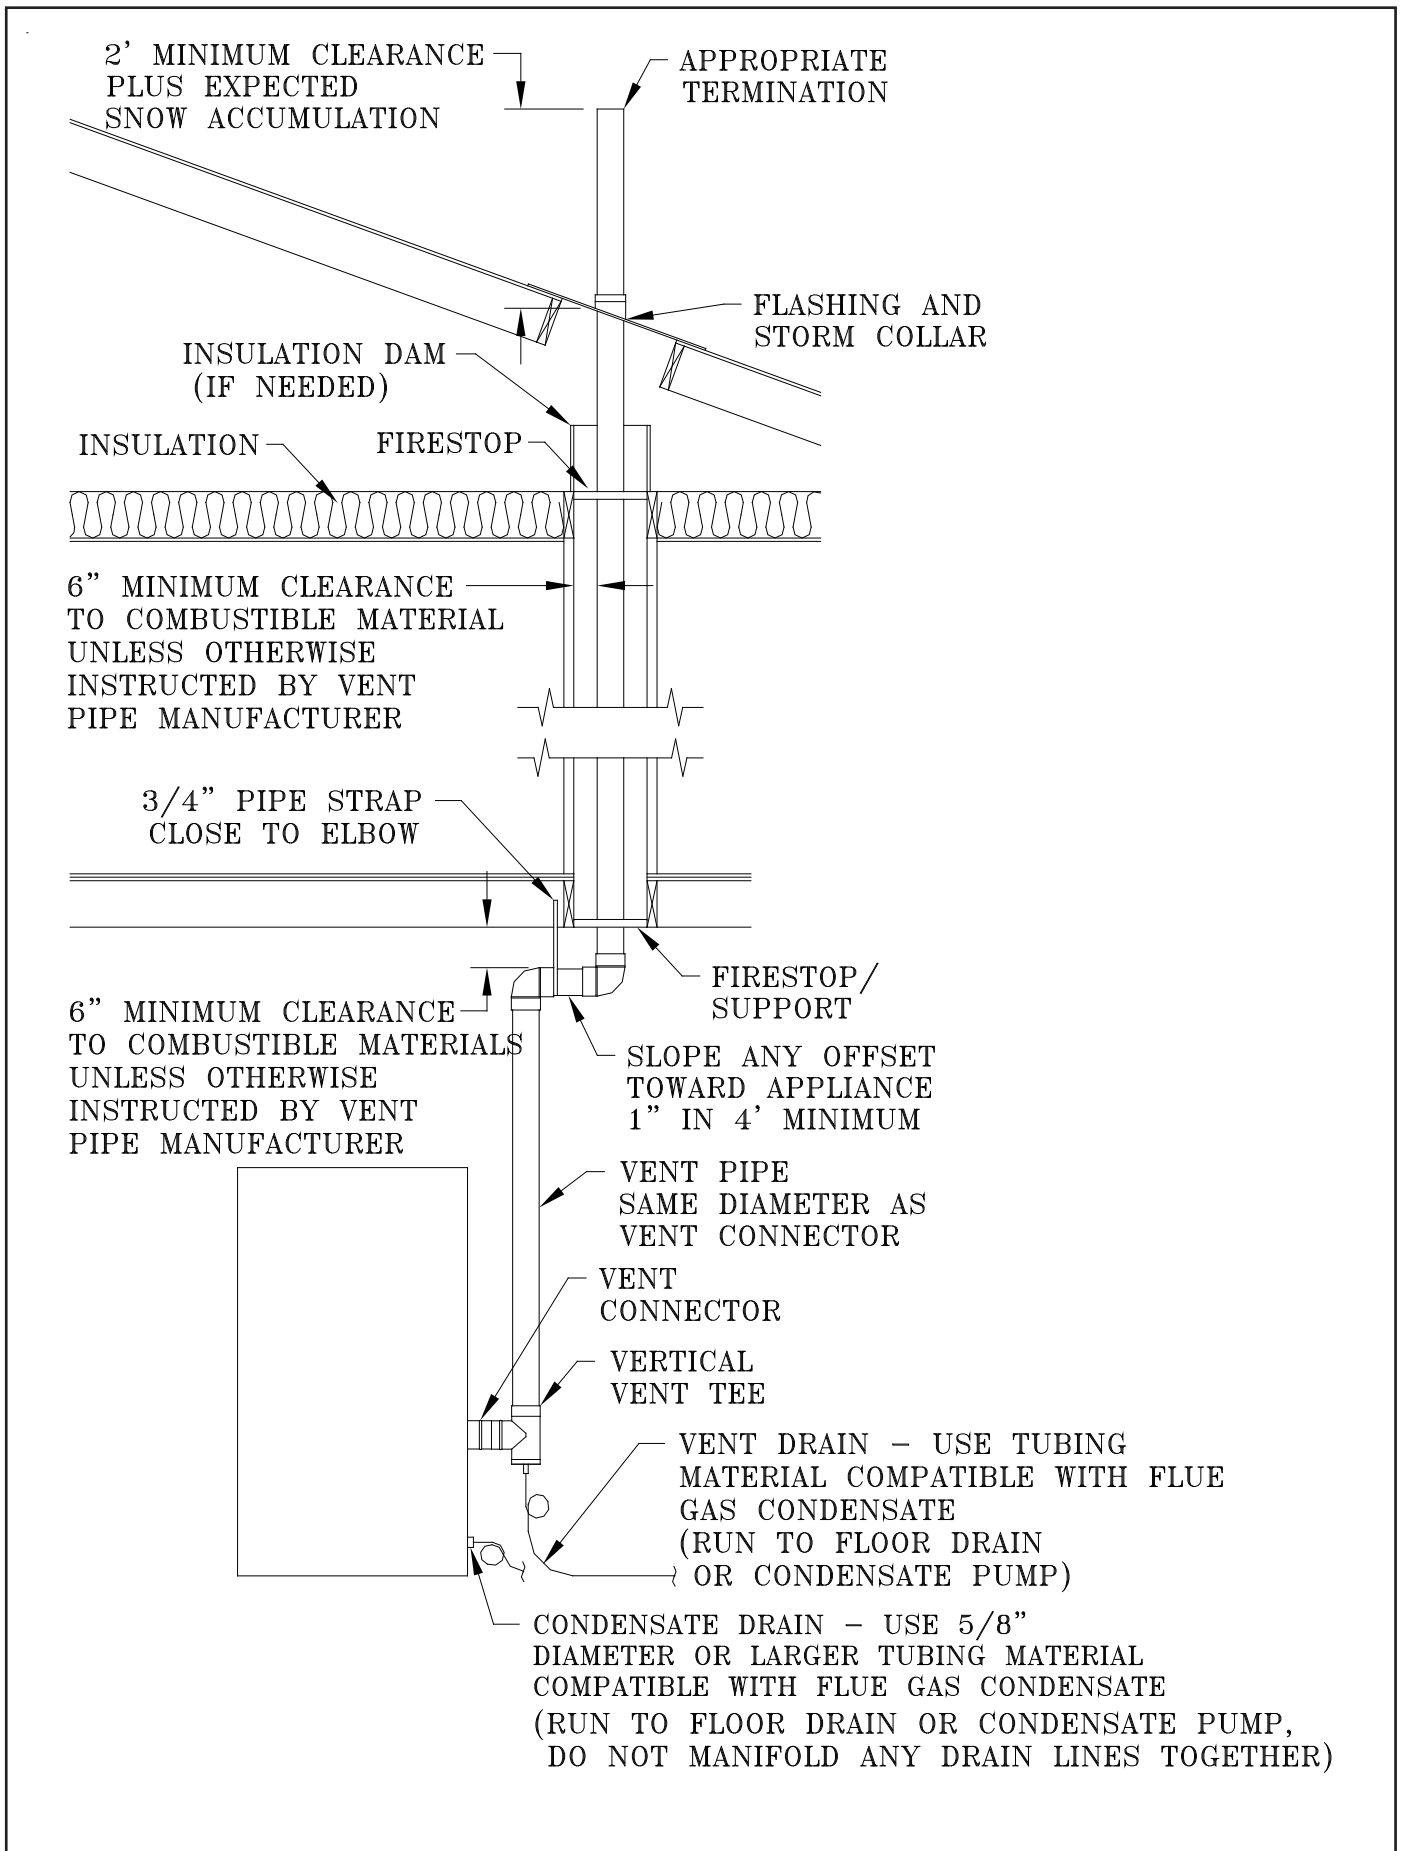 2’ MINIMUM CLEARANCE
PLUS EXPECTED
SNOW ACCUMULATION
APPROPRIATE
TERMINATION
FLASHING AND
STORM COLLAR
INSULATION DAM
(IF NEEDED)
INSULATION
FIRESTOP
6” MINIMUM CLEARANCE
TO COMBUSTIBLE MATERIAL
UNLESS OTHERWISE
INSTRUCTED BY VENT
PIPE MANUFACTURER
3/4” PIPE STRAP
CLOSE TO ELBOW
FIRESTOP/
SUPPORT
6” MINIMUM CLEARANCE
TO COMBUSTIBLE MATERIALS
UNLESS OTHERWISE
INSTRUCTED BY VENT
PIPE MANUFACTURER
SLOPE ANY OFFSET
TOWARD APPLIANCE
1” IN 4’ MINIMUM
VENT PIPE
SAME DIAMETER AS
VENT CONNECTOR
VENT
CONNECTOR
VERTICAL
VENT TEE
VENT DRAIN – USE TUBING
MATERIAL COMPATIBLE WITH FLUE
GAS CONDENSATE
(RUN TO FLOOR DRAIN
OR CONDENSATE PUMP)
CONDENSATE DRAIN – USE 5/8”
DIAMETER OR LARGER TUBING MATERIAL
COMPATIBLE WITH FLUE GAS CONDENSATE
(RUN TO FLOOR DRAIN OR CONDENSATE PUMP,
DO NOT MANIFOLD ANY DRAIN LINES TOGETHER)